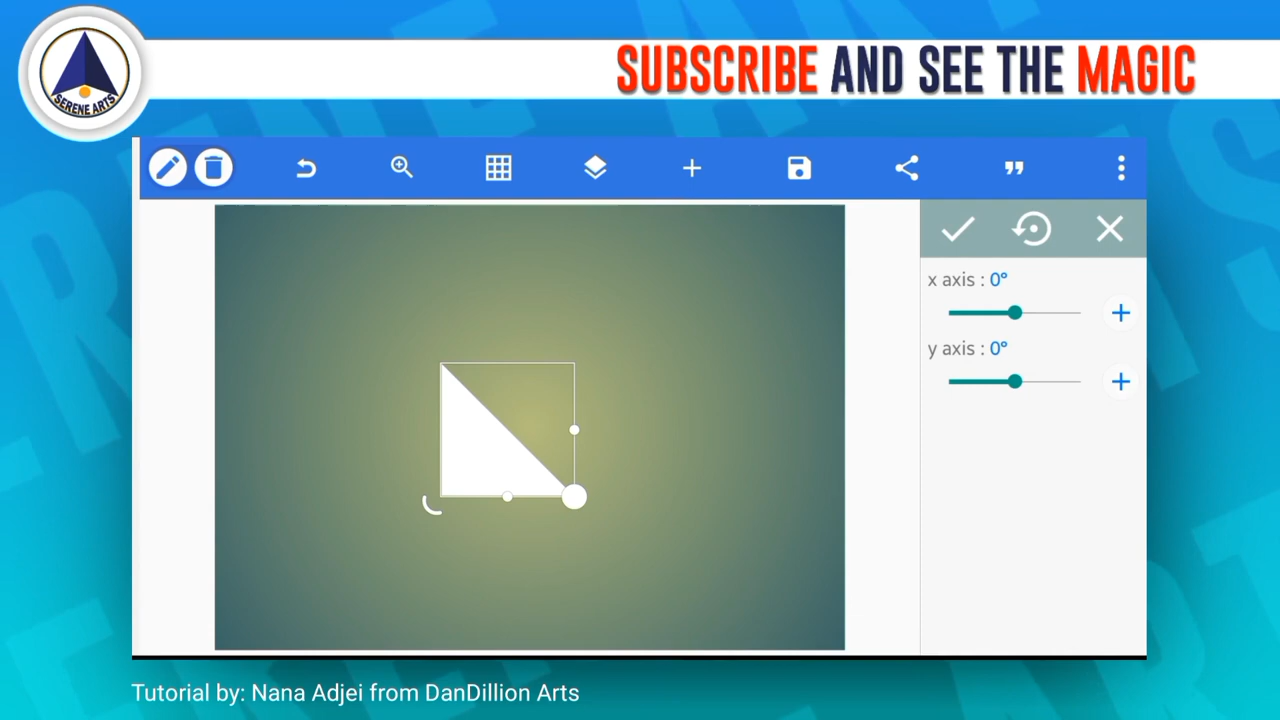 SERENE ARTS
SUBSCRIBE AND SEE THE MAGIC
x axis : 0°
y axis : 0°
Tutorial by: Nana Adjei from DanDillion Arts